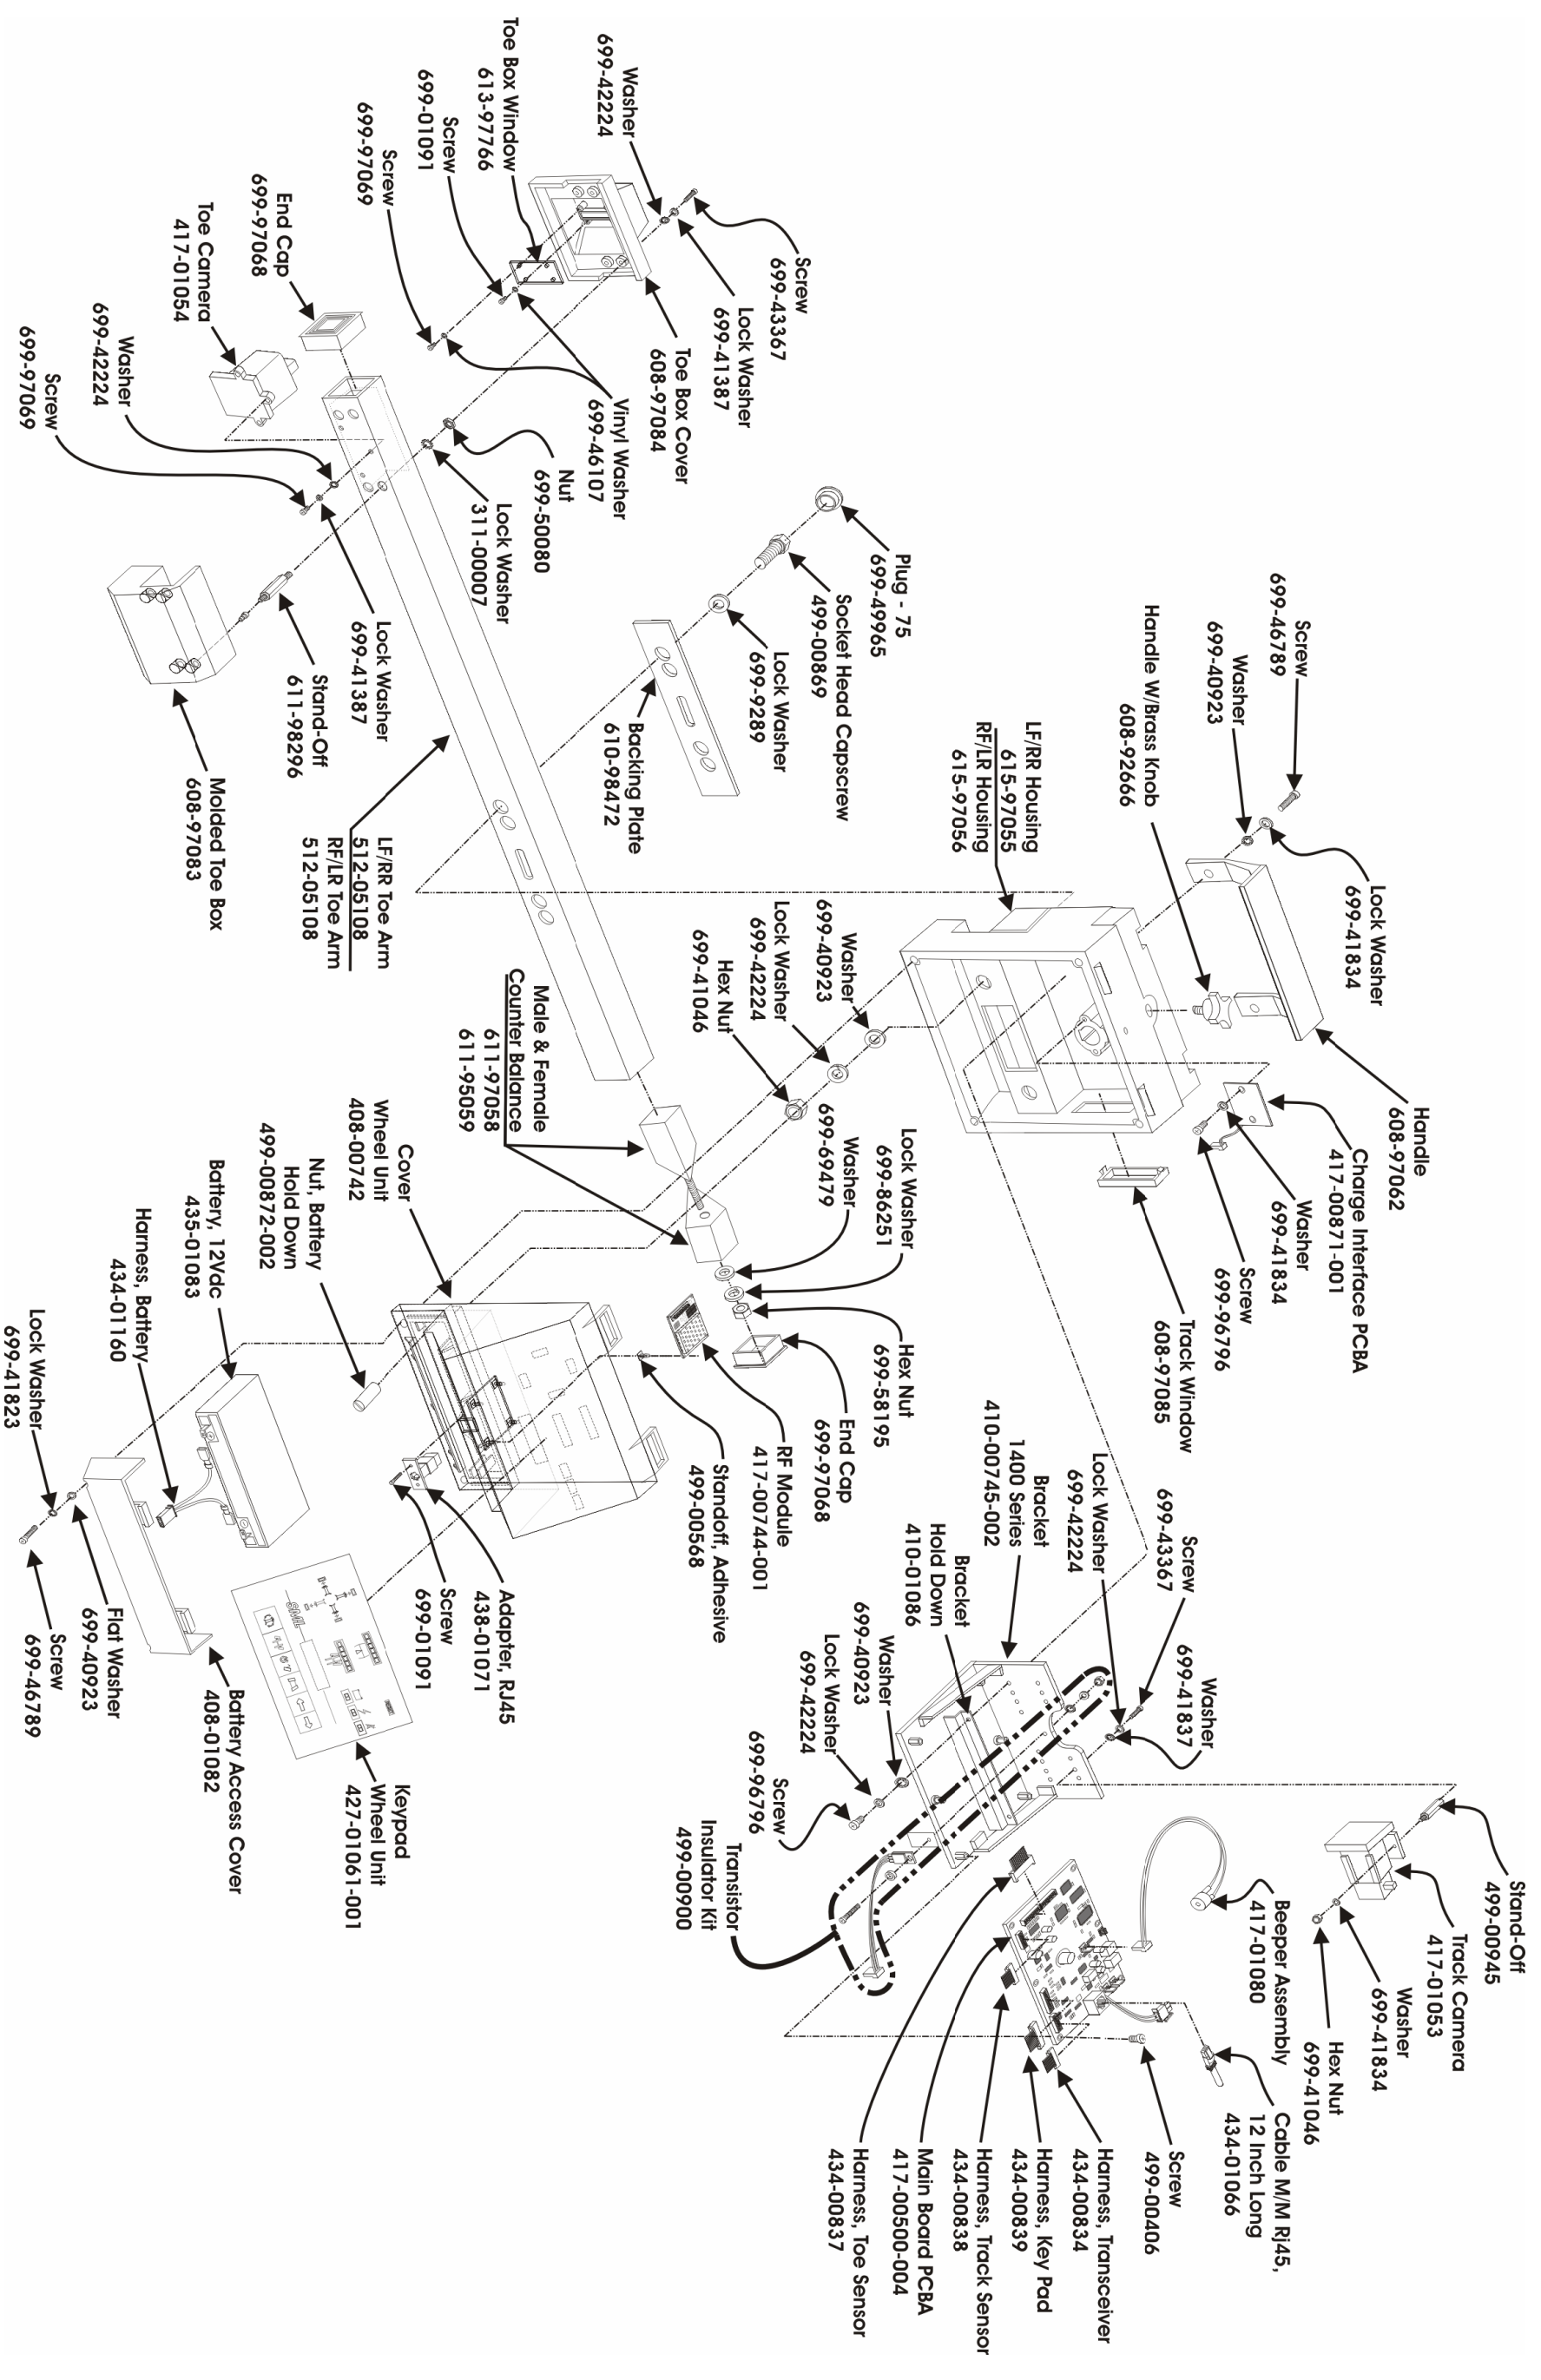 Toe Box Window
613-97766
Washer
699-42224
Screw
699-01091
Screw
699-97069
End Cap
699-97068
Toe Camera
417-01054
Washer
699-42224
Screw
699-97069
Screw
699-43367
Lock Washer
699-41387
Toe Box Cover
608-97084
Vinyl Washer
699-46107
Nut
699-50080
Lock Washer
311-00007
Lock Washer
699-41387
Stand-Off
611-98296
Molded Toe Box
608-97083
Plug - 75
699-49965
Socket Head Capscrew
499-00869
Lock Washer
699-9289
Backing Plate
610-98472
LF/RR Toe Arm
512-05108
RF/LR Toe Arm
512-05108
Screw
699-46789
Washer
699-40923
Handle W/Brass Knob
608-92666
LF/RR Housing
615-97055
RF/LR Housing
615-97056
Lock Washer
699-41834
Handle
608-97062
Charge Interface PCBA
417-00871-001
Washer
699-41834
Screw
699-96796
Track Window
608-97085
Washer
699-40923
Lock Washer
699-42224
Hex Nut
699-41046
Male & Female
Counter Balance
611-97058
611-95059
Lock Washer
699-86251
Washer
699-69479
Hex Nut
699-58195
End Cap
699-97068
RF Module
417-00744-001
Standoff, Adhesive
499-00568
Cover
Wheel Unit
408-00742
Nut, Battery
Hold Down
499-00872-002
Battery, 12Vdc
435-01083
Harness, Battery
434-01160
Lock Washer
699-41823
Adapter, RJ45
438-01071
Screw
699-01091
Keypad
Wheel Unit
427-01061-001
Battery Access Cover
408-01082
Flat Washer
699-40923
Screw
699-46789
Screw
699-43367
Lock Washer
699-42224
Bracket
1400 Series
410-00745-002
Bracket
Hold Down
410-01086
Washer
699-41837
Washer
699-40923
Lock Washer
699-42224
Screw
699-96796
Transistor
Insulator Kit
499-00900
Stand-Off
499-00945
Track Camera
417-01053
Washer
699-41834
Hex Nut
699-41046
Beeper Assembly
417-01080
Cable M/M Rj45,
12 Inch Long
434-01066
Screw
499-00406
Harness, Transceiver
434-00834
Harness, Key Pad
434-00839
Harness, Track Sensor
434-00838
Main Board PCBA
417-00500-004
Harness, Toe Sensor
434-00837